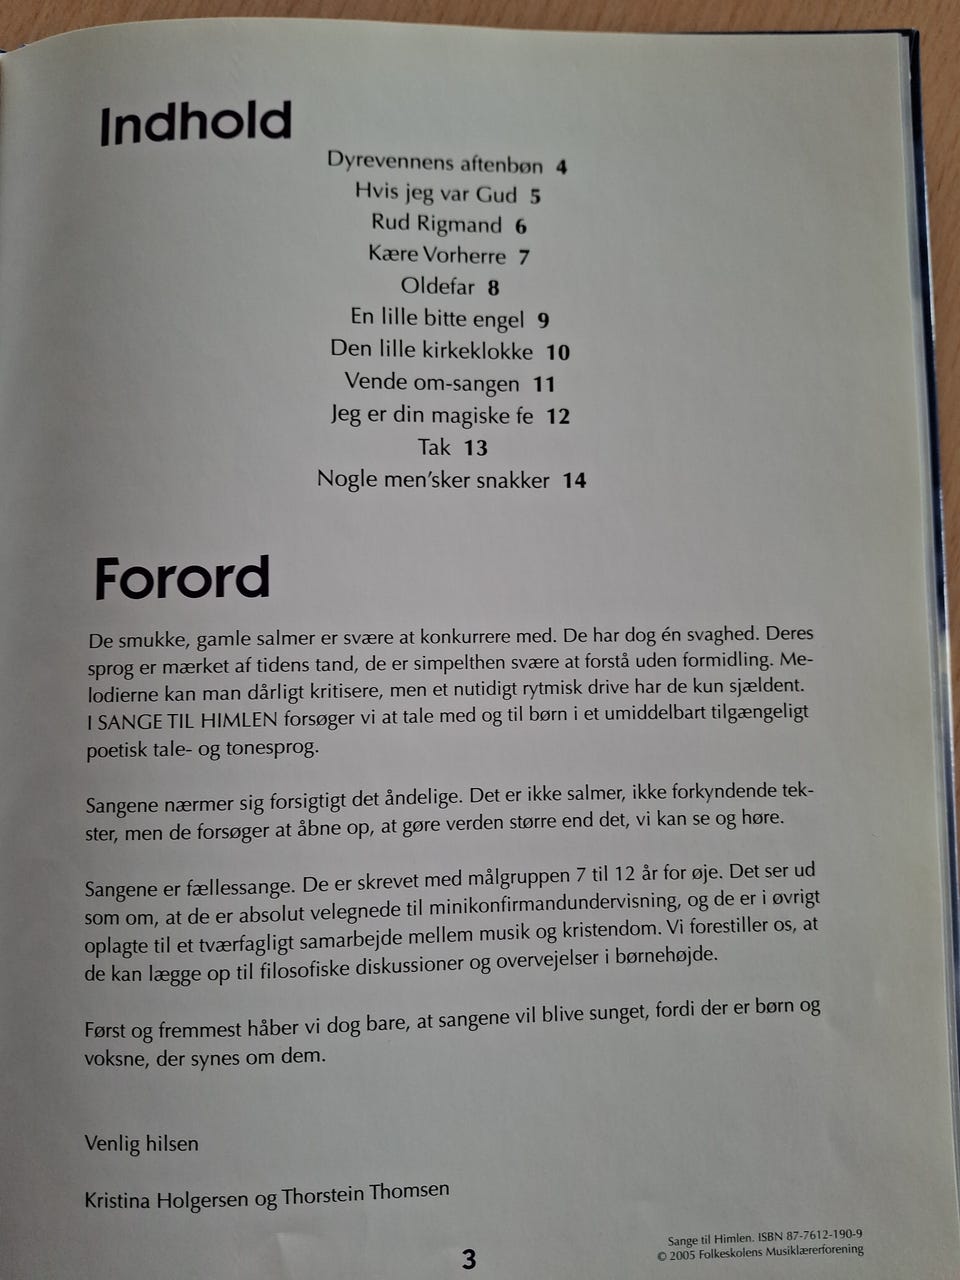 Indhold
Dyrevennens aftenbøn 4
Hvis jeg var Gud 5
Rud Rigmand 6
Kære Vorherre 7
Oldefar 8
En lille bitte engel 9
Den lille kirkeklokke 10
Vende om-sangen 11
Jeg er din magiske fe 12
Tak 13
Nogle men'sker snakker 14
Forord
De smukke, gamle salmer er svære at konkurrere med. De har dog én svaghed. Deres
sprog er mærket af tidens tand, de er simpelthen svære at forstå uden formidling. Me-
lodierne kan man dårligt kritisere, men et nutidigt rytmisk drive har de kun sjældent.
I SANGE TIL HIMLEN forsøger vi at tale med og til børn i et umiddelbart tilgængeligt
poetisk tale- og tonesprog.
Sangene nærmer sig forsigtigt det åndelige. Det er ikke salmer, ikke forkyndende tek-
ster, men de forsøger at åbne op, at gøre verden større end det, vi kan se og høre.
Sangene er fællessange. De er skrevet med målgruppen 7 til 12 år for øje. Det ser ud
som om, at de er absolut velegnede til minikonfirmandundervisning, og de er i øvrigt
oplagte til et tværfagligt samarbejde mellem musik og kristendom. Vi forestiller os, at
de kan lægge op til filosofiske diskussioner og overvejelser i børnehøjde.
Først og fremmest håber vi dog bare, at sangene vil blive sunget, fordi der er børn og
voksne, der synes om dem.
Venlig hilsen
Kristina Holgersen og Thorstein Thomsen
Sange til Himlen. ISBN 87-7612-190-9
© 2005 Folkeskolens Musiklærerforening
3